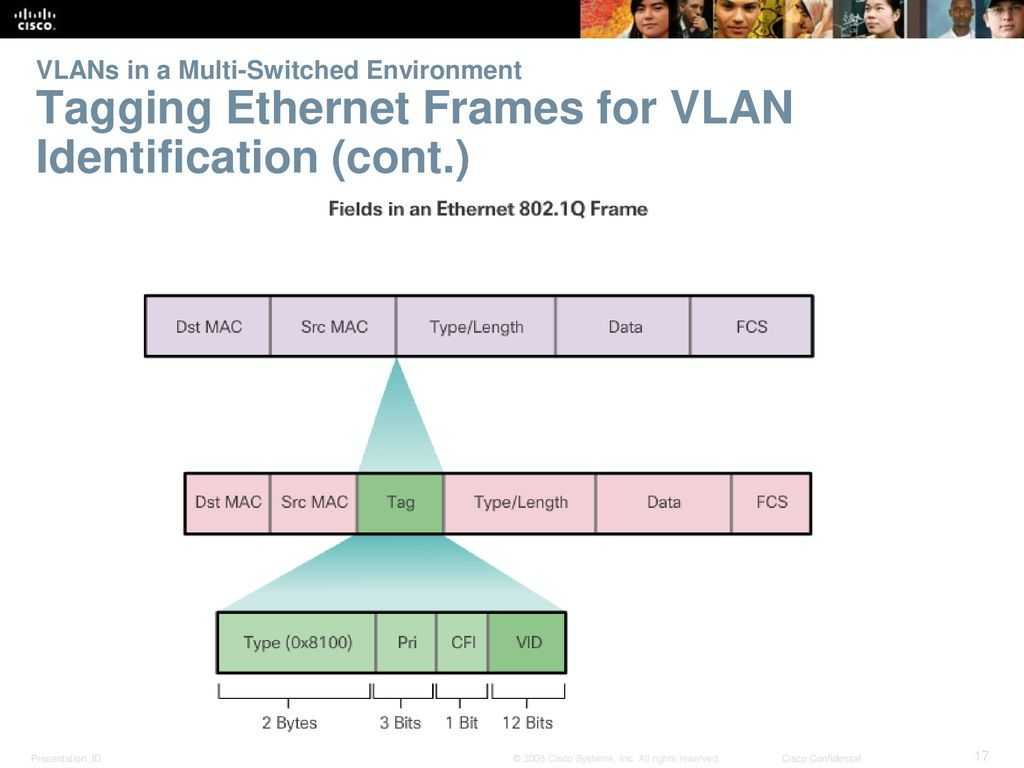 CISCO.
VLANs in a Multi-Switched Environment
Tagging Ethernet Frames for VLAN
Identification (cont.)
Fields in an Ethernet 802.1Q Frame
Dst MAC Src MAC Type/Length Data FCS
Dst MAC Src MAC Tag Type/Length Data FCS
Type (0x8100) Pri CFI VID
2 Bytes 3 Bits 1 Bit 12 Bits
Presentation_ID © 2008 Cisco Systems, Inc. All rights reserved. Cisco Confidential 17